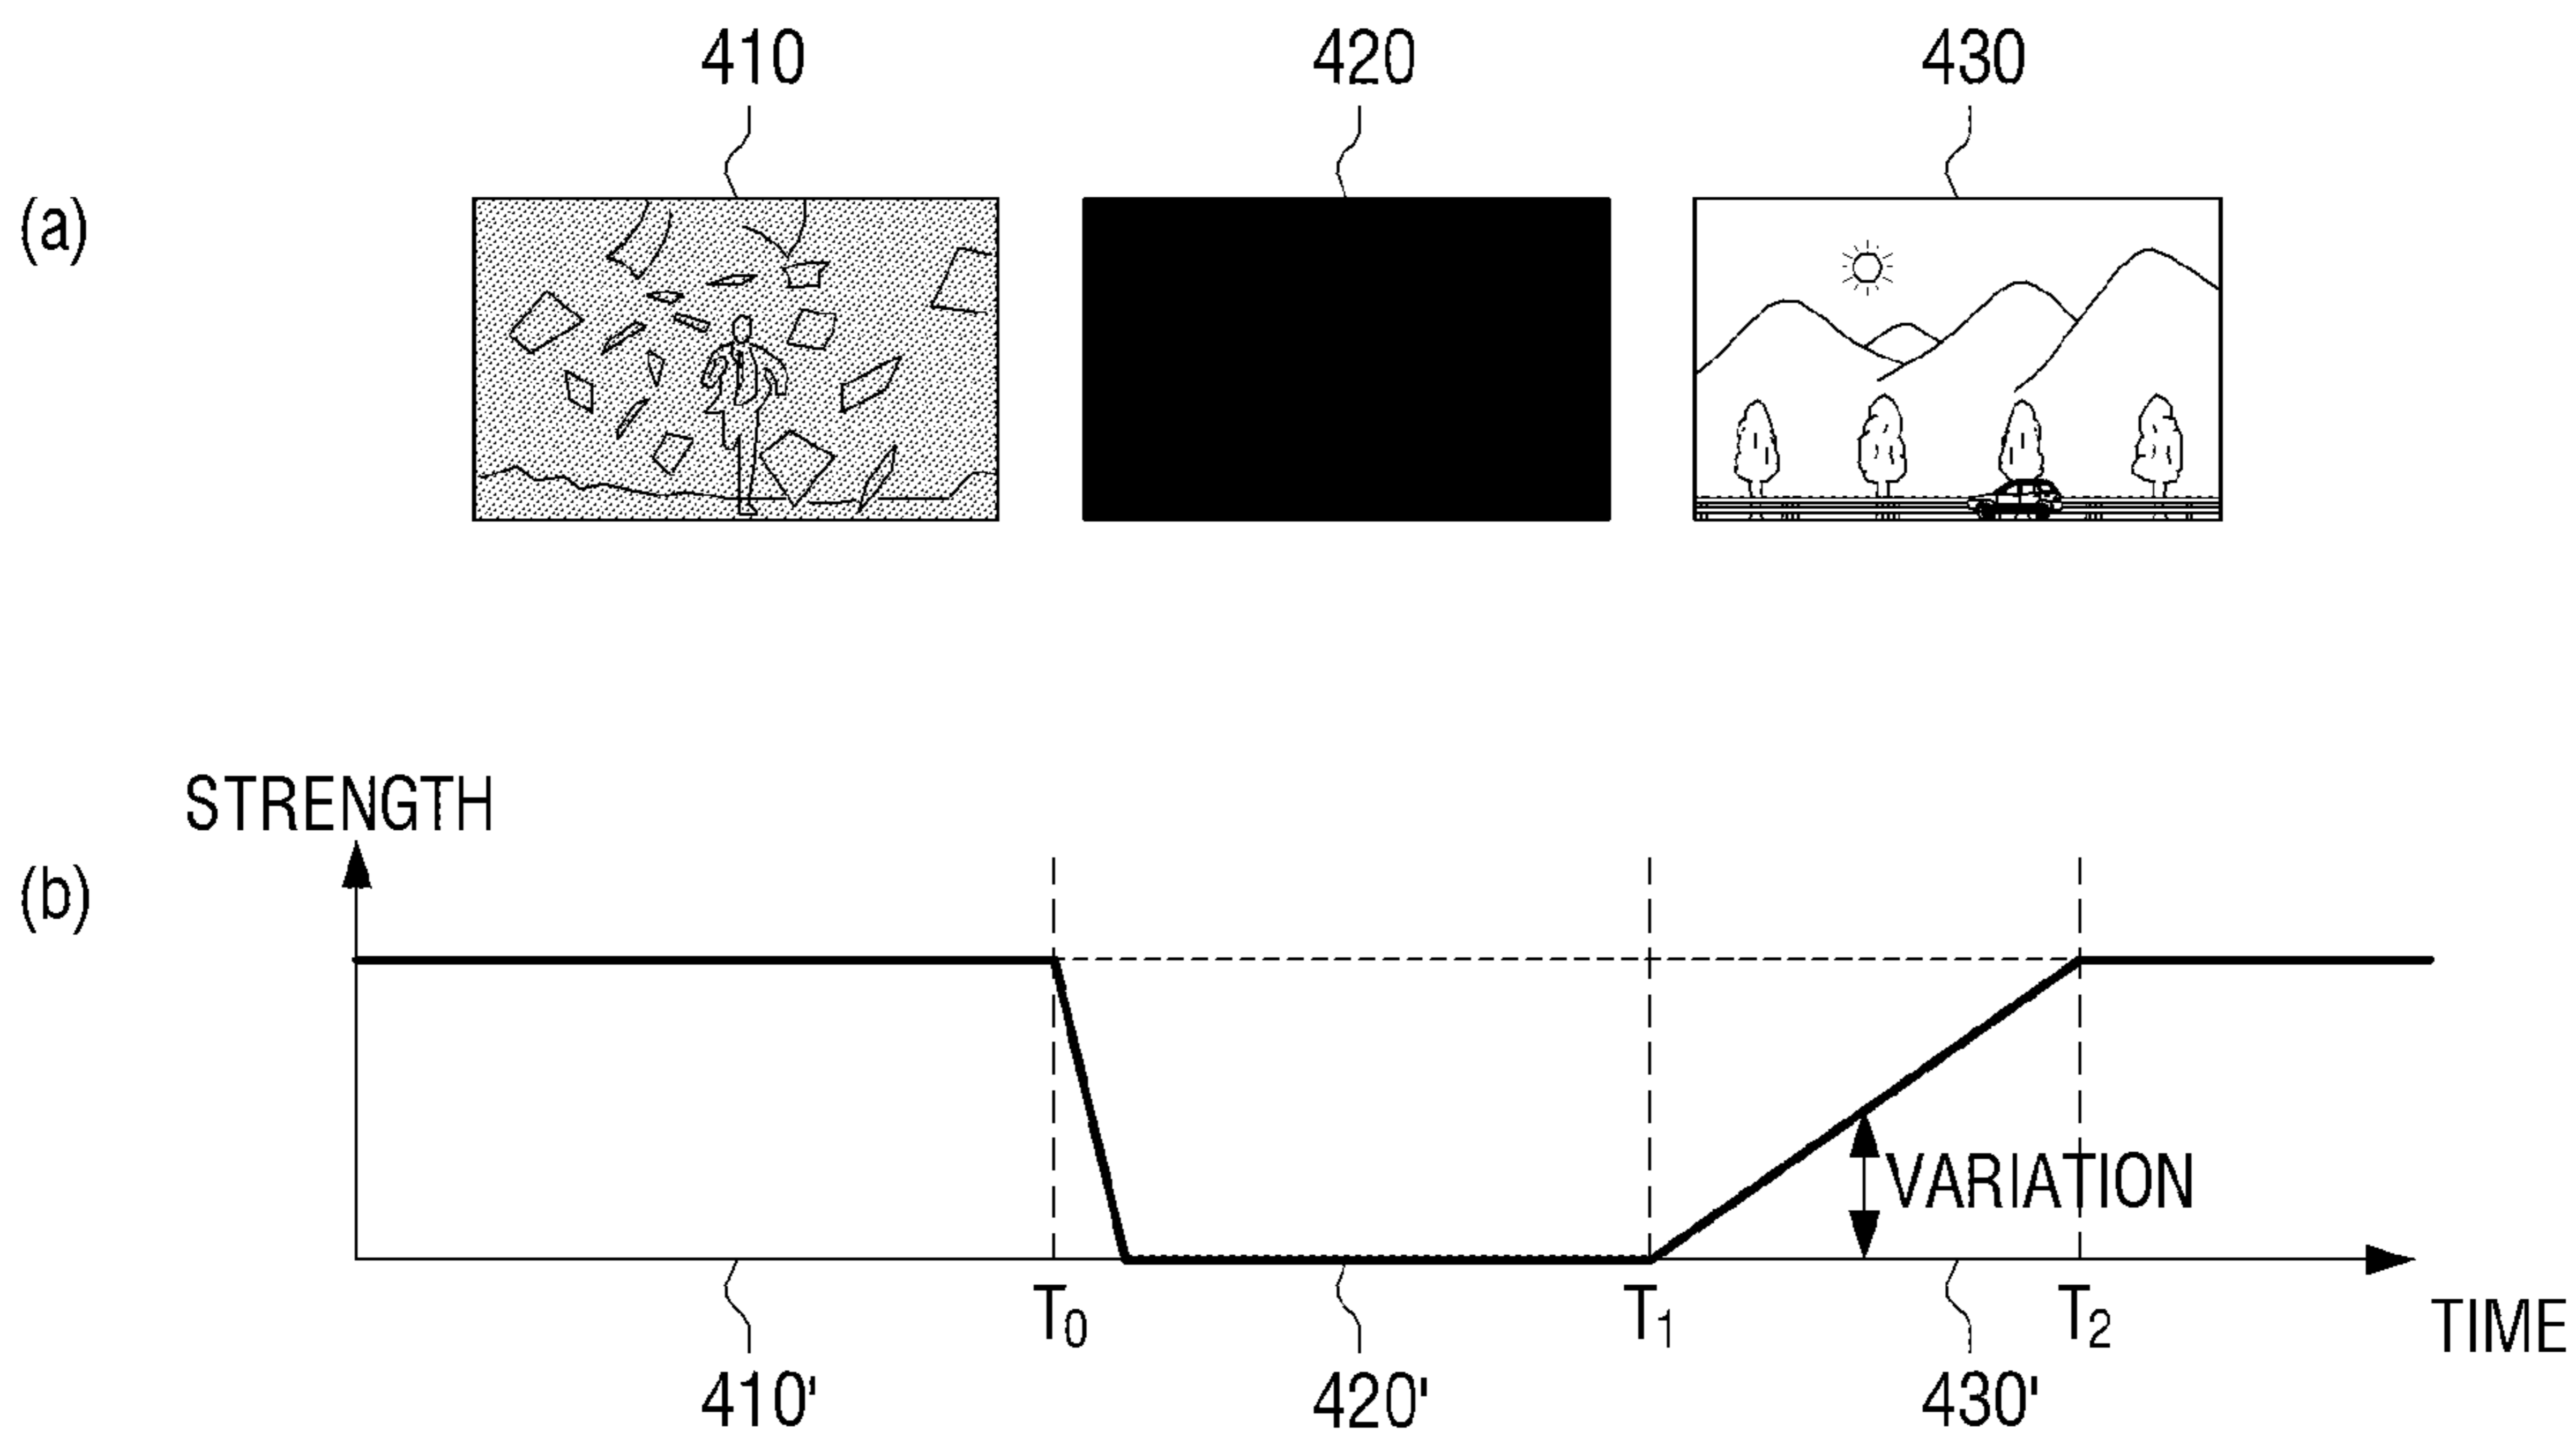 410 420 430
(a)
STRENGTH
(b)
VARIATION
T₀ T₁ T₂ TIME
410' 420' 430'